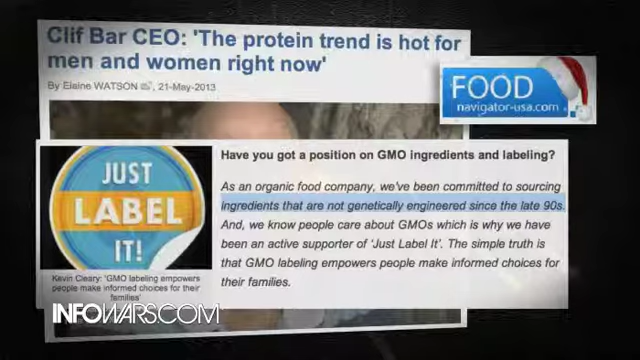 Clif Bar CEO: 'The protein trend is hot for
men and women right now'
By Elaine WATSON, 21-May-2013
FOOD
navigator-usa.com
JUST
LABEL
IT!
Kevin Cleary: 'GMO labeling empowers
people make informed choices for their
families'
Have you got a position on GMO ingredients and labeling?
As an organic food company, we've been committed to sourcing
ingredients that are not genetically engineered since the late 90s.
And, we know people care about GMOs which is why we have
been an active supporter of 'Just Label It'. The simple truth is
that GMO labeling empowers people make informed choices for
their families.
INFOWARS.COM